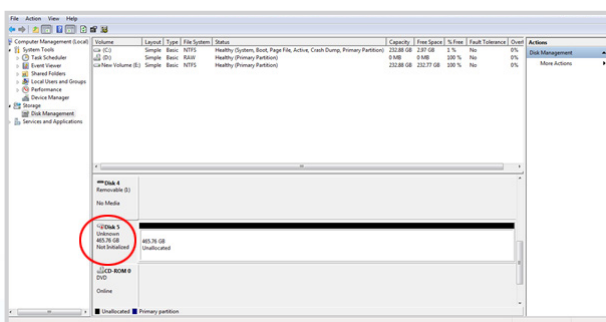 File Action View Help
Computer Management (Local)
System Tools
Task Scheduler
Event Viewer
Shared Folders
Local Users and Groups
Performance
Device Manager
Storage
Disk Management
Services and Applications
Volume Layout Type File System Status Capacity Free Space % Free Fault Tolerance Overl
(C:) Simple Basic NTFS Healthy (System, Boot, Page File, Active, Crash Dump, Primary Partition) 232.88 GB 2.97 GB 1 % No 0%
(D:) Simple Basic RAW Healthy (Primary Partition) 0 MB 0 MB 100 % No 0%
New Volume (E:) Simple Basic NTFS Healthy (Primary Partition) 232.88 GB 232.77 GB 100 % No 0%
Actions
Disk Management
More Actions
Disk 4
Removable (I:)
No Media
Disk 5
Unknown
465.76 GB
Not Initialized
465.76 GB
Unallocated
CD-ROM 0
DVD
Online
Unallocated Primary partition